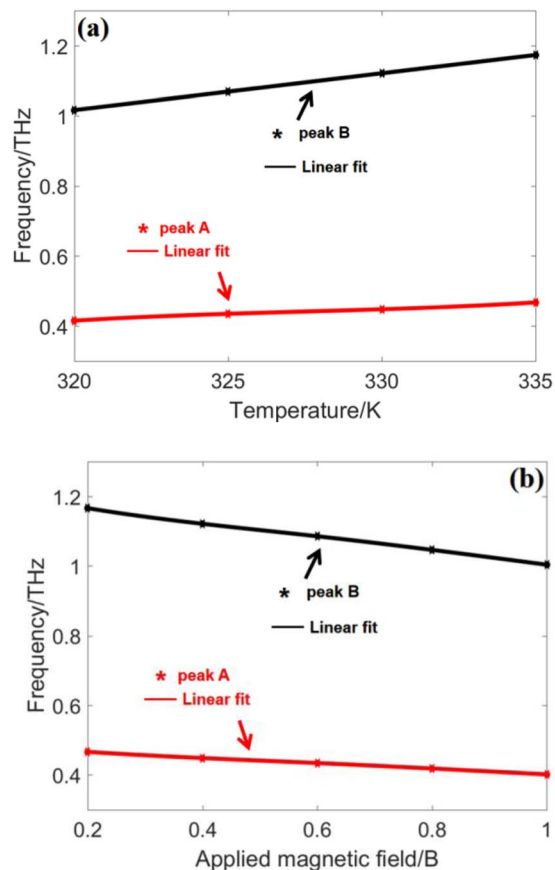 (a)
1.2
1
0.8
0.6
0.4
Frequency/THz
* peak B
Linear fit
* peak A
Linear fit
320 325 330 335
Temperature/K
(b)
1.2
1
0.8
0.6
0.4
Frequency/THz
* peak B
Linear fit
* peak A
Linear fit
0.2 0.4 0.6 0.8 1
Applied magnetic field/B